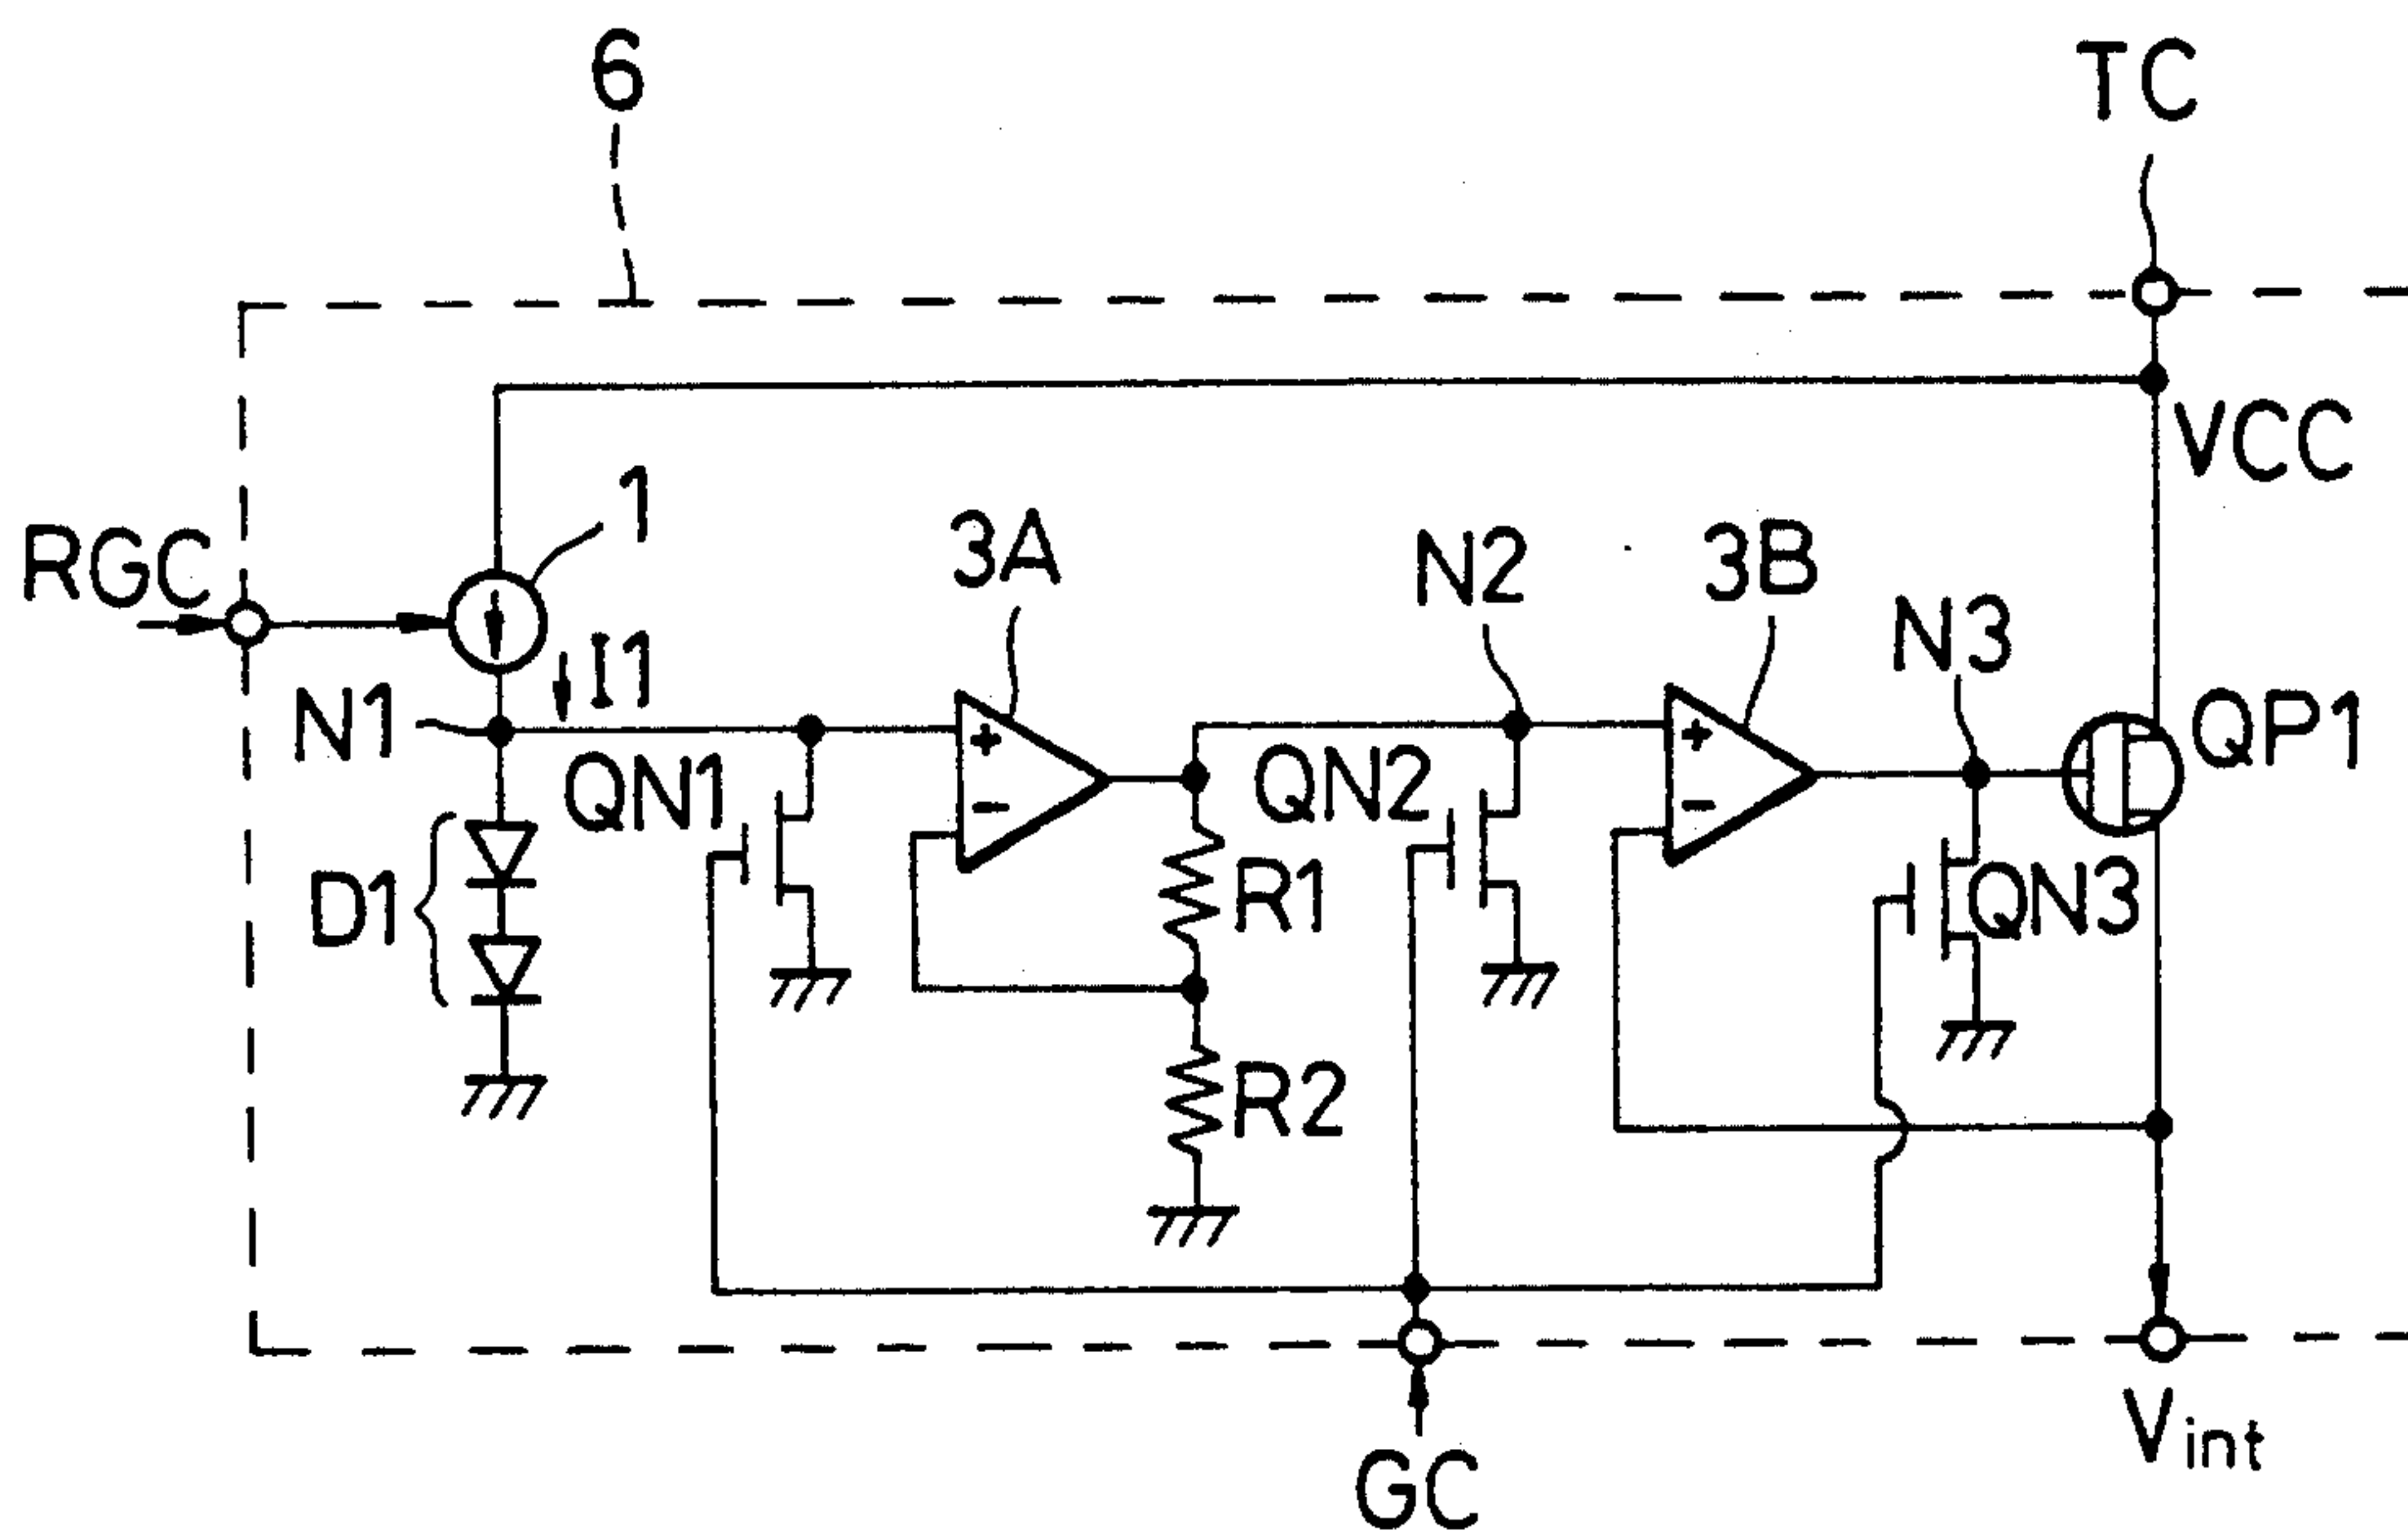 6
TC
VCC
1
RGC
3A
N2
3B
N3
I1
N1
QN1
QN2
QP1
+
+
-
-
D1
R1
QN3
R2
GC
Vint